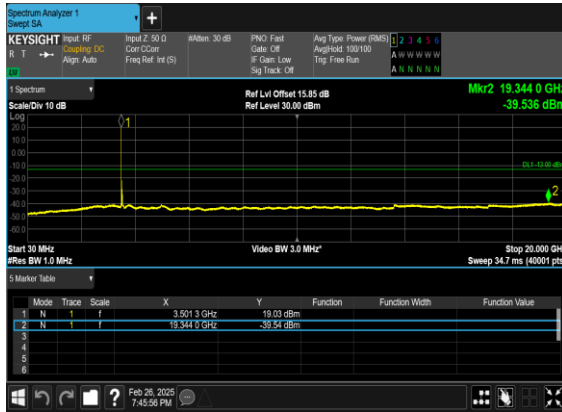 Spectrum Analyzer 1
Swept SA
+
KEYSIGHT Input: RF Input Z: 50 Ω #Atten: 30 dB PNO: Fast Avg Type: Power (RMS) 1 2 3 4 5 6
R T Coupling: DC Corr CCorr Gate: Off Avg|Hold: 100/100 A W W W W W
Align: Auto Freq Ref: Int (S) IF Gain: Low Trig: Free Run
LXI Sig Track: Off A N N N N N
1 Spectrum Ref Lvl Offset 15.85 dB Mkr2 19.344 0 GHz
Scale/Div 10 dB Ref Level 30.00 dBm -39.536 dBm
Log
20.0 1
10.0
0.00
-10.0 DL1 -13.00 dBm
-20.0
-30.0 2
-40.0
-50.0
-60.0
Start 30 MHz Video BW 3.0 MHz* Stop 20.000 GHz
#Res BW 1.0 MHz Sweep 34.7 ms (40001 pts)
5 Marker Table
Mode Trace Scale X Y Function Function Width Function Value
1 N 1 f 3.501 3 GHz 19.03 dBm
2 N 1 f 19.344 0 GHz -39.54 dBm
3
4
5
6
? Feb 26, 2025
7:45:56 PM